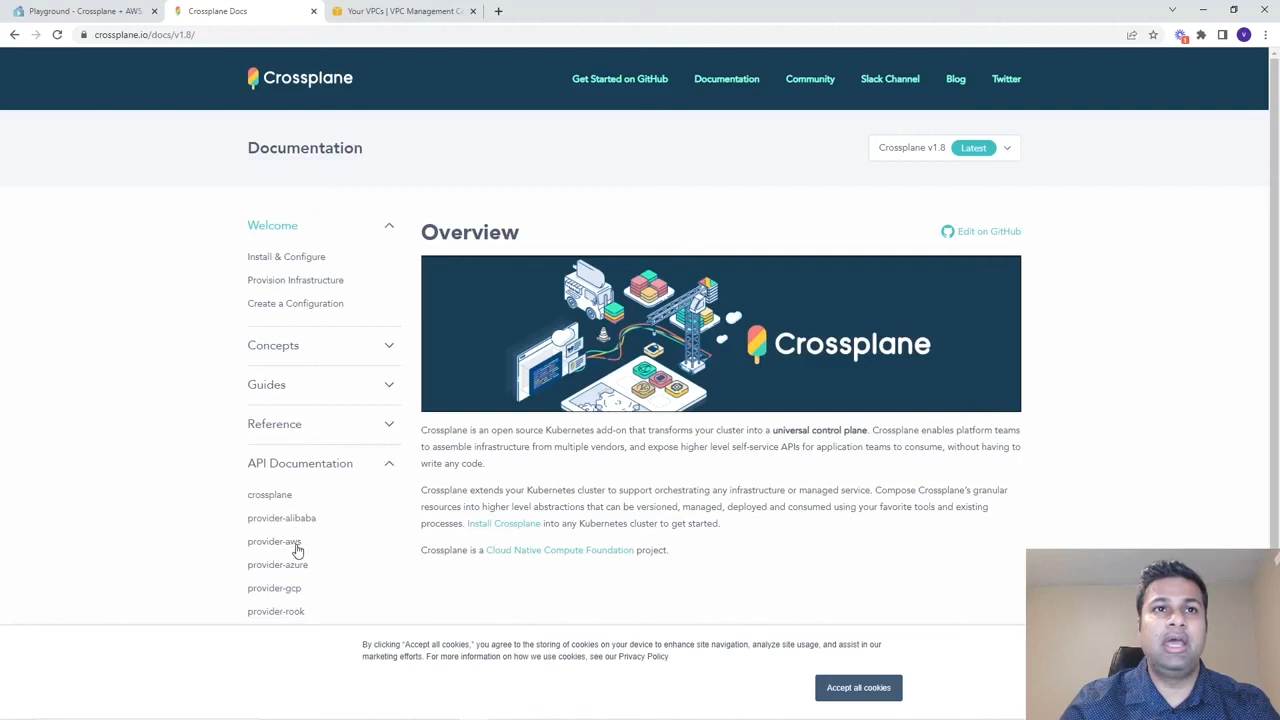 Playground - Crossplane + AWS
Crossplane Docs
Your VPCs | VPC Management Co
crossplane.io/docs/v1.8/
1
V
Crossplane
Get Started on GitHub
Documentation
Community
Slack Channel
Blog
Twitter
Documentation
Crossplane v1.8 Latest
Welcome
Install & Configure
Provision Infrastructure
Create a Configuration
Concepts
Guides
Reference
API Documentation
crossplane
provider-alibaba
provider-aws
provider-azure
provider-gcp
provider-rook
Overview
Edit on GitHub
Crossplane
Crossplane is an open source Kubernetes add-on that transforms your cluster into a universal control plane. Crossplane enables platform teams
to assemble infrastructure from multiple vendors, and expose higher level self-service APIs for application teams to consume, without having to
write any code.
Crossplane extends your Kubernetes cluster to support orchestrating any infrastructure or managed service. Compose Crossplane's granular
resources into higher level abstractions that can be versioned, managed, deployed and consumed using your favorite tools and existing
processes. Install Crossplane into any Kubernetes cluster to get started.
Crossplane is a Cloud Native Compute Foundation project.
By clicking "Accept all cookies," you agree to the storing of cookies on your device to enhance site navigation, analyze site usage, and assist in our
marketing efforts. For more information on how we use cookies, see our Privacy Policy
Accept all cookies